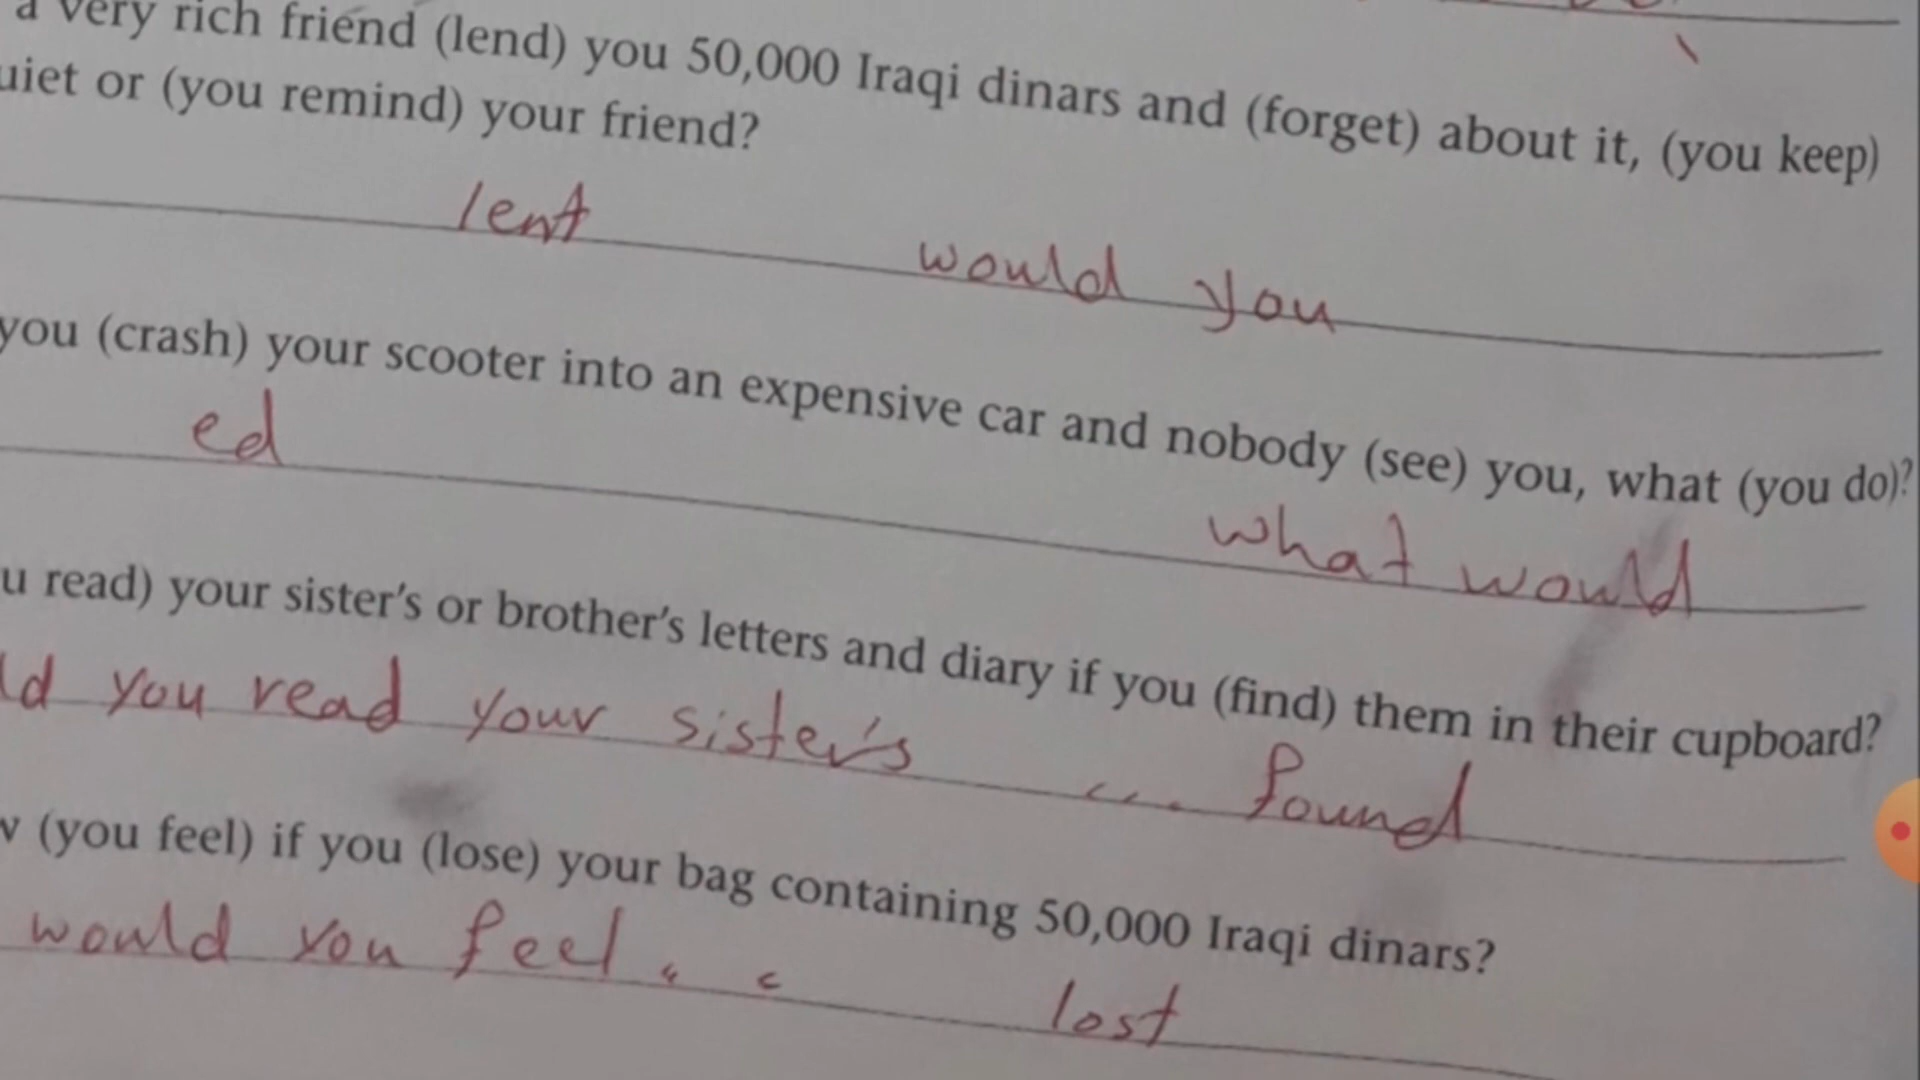 a very rich friend (lend) you 50,000 Iraqi dinars and (forget) about it, (you keep)
or (you remind) your friend?
lent would you
you (crash) your scooter into an expensive car and nobody (see) you, what (you do)?
ed
what would
read) your sister's or brother's letters and diary if you (find) them in their cupboard?
you read your sister's ... found
(you feel) if you (lose) your bag containing 50,000 Iraqi dinars?
would you feel
lost